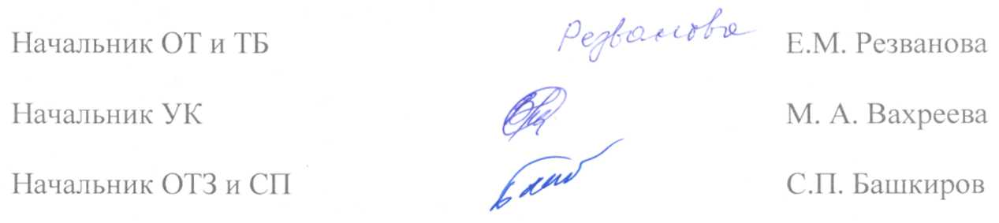 Начальник ОТ и ТБ Резванова Е.М. Резванова
Начальник УК М. А. Вахреева
Начальник ОТЗ и СП С.П. Башкиров